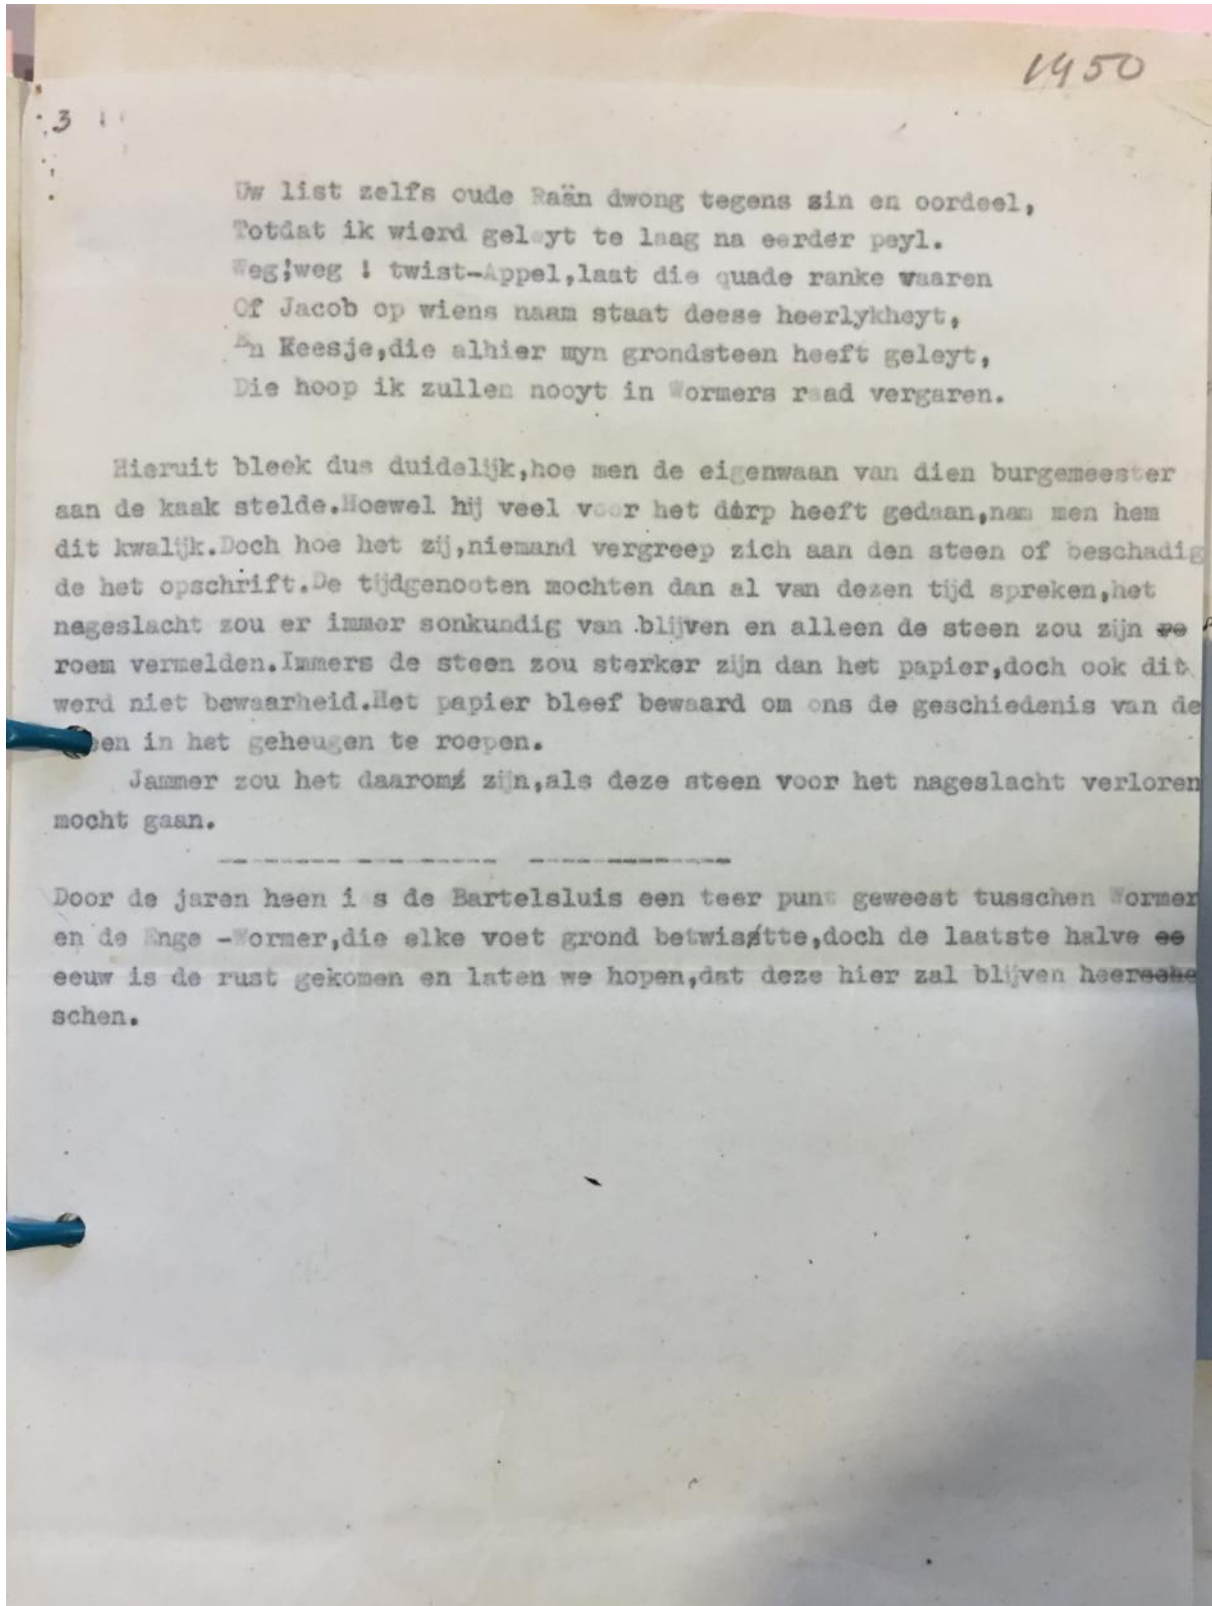 1950
3
Uw list zelfs oude Raän dwong tegens sin en oordeel,
Totdat ik wierd geleyt te laag na eerder peyl.
Weg;weg ! twist-Appel,laat die quade ranke vaaren
Of Jacob op wiens naam staat deese heerlykheyt,
En Keesje,die alhier myn grondsteen heeft geleyt,
Die hoop ik zullen nooyt in Wormers raad vergaren.
Hieruit bleek dus duidelijk,hoe men de eigenwaan van dien burgemeester
aan de kaak stelde.Hoewel hij veel voor het dorp heeft gedaan,nam men hem
dit kwalijk.Doch hoe het zij,niemand vergreep zich aan den steen of beschadig
de het opschrift.De tijdgenooten mochten dan al van dezen tijd spreken,het
nageslacht zou er immer sonkundig van blijven en alleen de steen zou zijn
roem vermelden.Immers de steen zou sterker zijn dan het papier,doch ook dit
werd niet bewaarheid.Het papier bleef bewaard om ons de geschiedenis van de
een in het geheugen te roepen.
Jammer zou het daarom zijn,als deze steen voor het nageslacht verloren
mocht gaan.
Door de jaren heen i s de Bartelsluis een teer punt geweest tusschen Wormer
en de Enge -Wormer,die elke voet grond betwistte,doch de laatste halve ee
eeuw is de rust gekomen en laten we hopen,dat deze hier zal blijven heersche
schen.